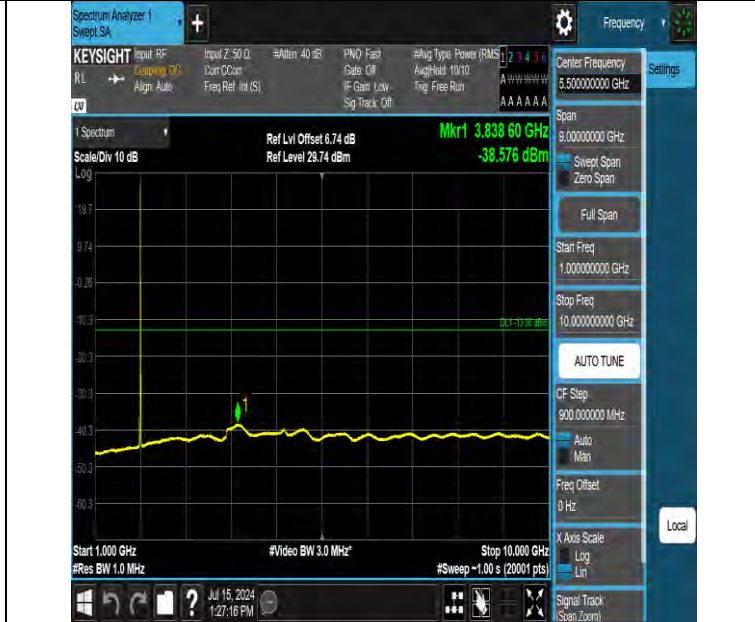 Spectrum Analyzer 1
Swept SA
+
Frequency
KEYSIGHT
RL
Input: RF
Coupling: DC
Align: Auto
Input Z: 50 Ω
Corr CCorr
Freq Ref: Int (S)
#Atten: 40 dB
PNO: Fast
Gate: Off
IF Gain: Low
Sig Track: Off
#Avg Type: Power (RMS
Avg|Hold: 10/10
Trig: Free Run
1 2 3 4 5 6
A W W W W W
A A A A A A
1 Spectrum
Scale/Div 10 dB
Ref Lvl Offset 6.74 dB
Ref Level 29.74 dBm
Mkr1 3.838 60 GHz
-38.576 dBm
Log
19.7
9.74
-0.26
-10.3
-20.3
-30.3
-40.3
-50.3
-60.3
DL1 -13.00 dBm
1
Start 1.000 GHz
#Res BW 1.0 MHz
#Video BW 3.0 MHz*
Stop 10.000 GHz
#Sweep ~1.00 s (20001 pts)
?
Jul 15, 2024
1:27:16 PM
Center Frequency
5.500000000 GHz
Settings
Span
9.00000000 GHz
Swept Span
Zero Span
Full Span
Start Freq
1.000000000 GHz
Stop Freq
10.000000000 GHz
AUTO TUNE
CF Step
900.000000 MHz
Auto
Man
Freq Offset
0 Hz
X Axis Scale
Log
Lin
Local
Signal Track
(Span Zoom)